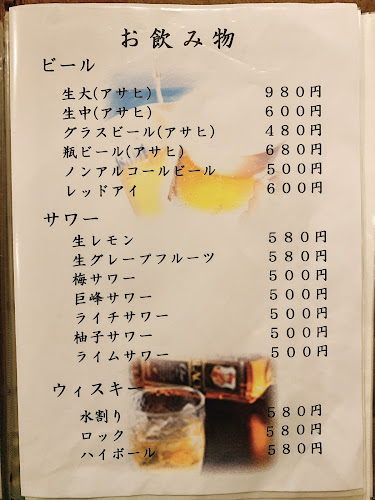 お飲み物
ビール
生大(アサヒ) 980円
生中(アサヒ) 600円
グラスビール(アサヒ) 480円
瓶ビール(アサヒ) 680円
ノンアルコールビール 500円
レッドアイ 600円
サワー
生レモン 580円
生グレープフルーツ 580円
梅サワー 500円
巨峰サワー 500円
ライチサワー 500円
柚子サワー 500円
ライムサワー 500円
ウィスキー
水割り 580円
ロック 580円
ハイボール 580円